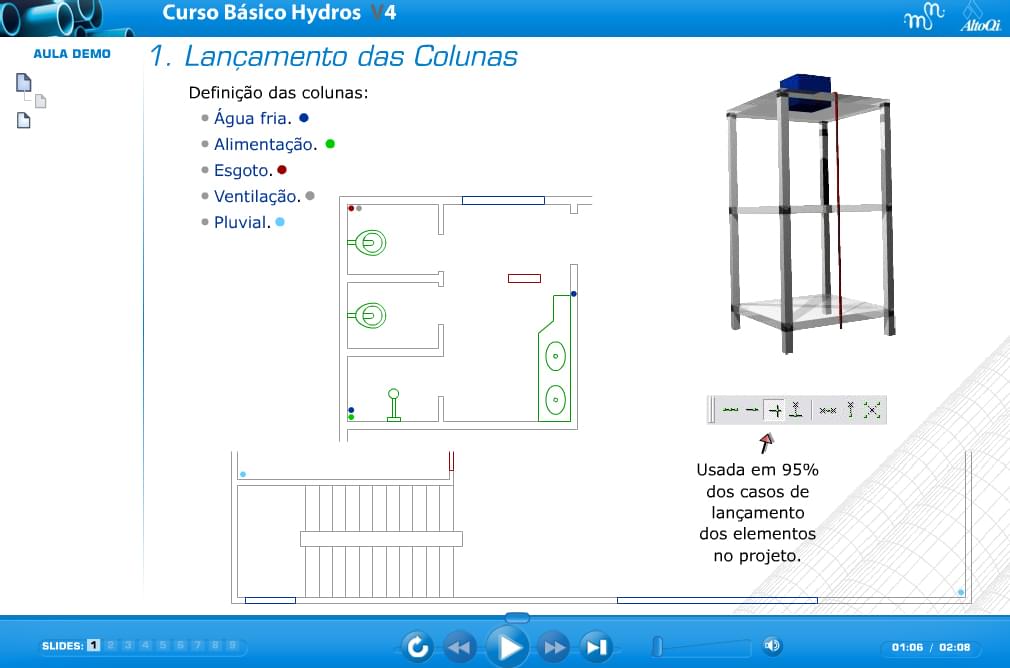 Curso Básico Hydros V4
AltoQi
AULA DEMO
1. Lançamento das Colunas
Definição das colunas:
Água fria.
Alimentação.
Esgoto.
Ventilação.
Pluvial.
Usada em 95%
dos casos de
lançamento
dos elementos
no projeto.
SLIDES: 1 2 3 4 5 6 7 8 9
01:06 / 02:08